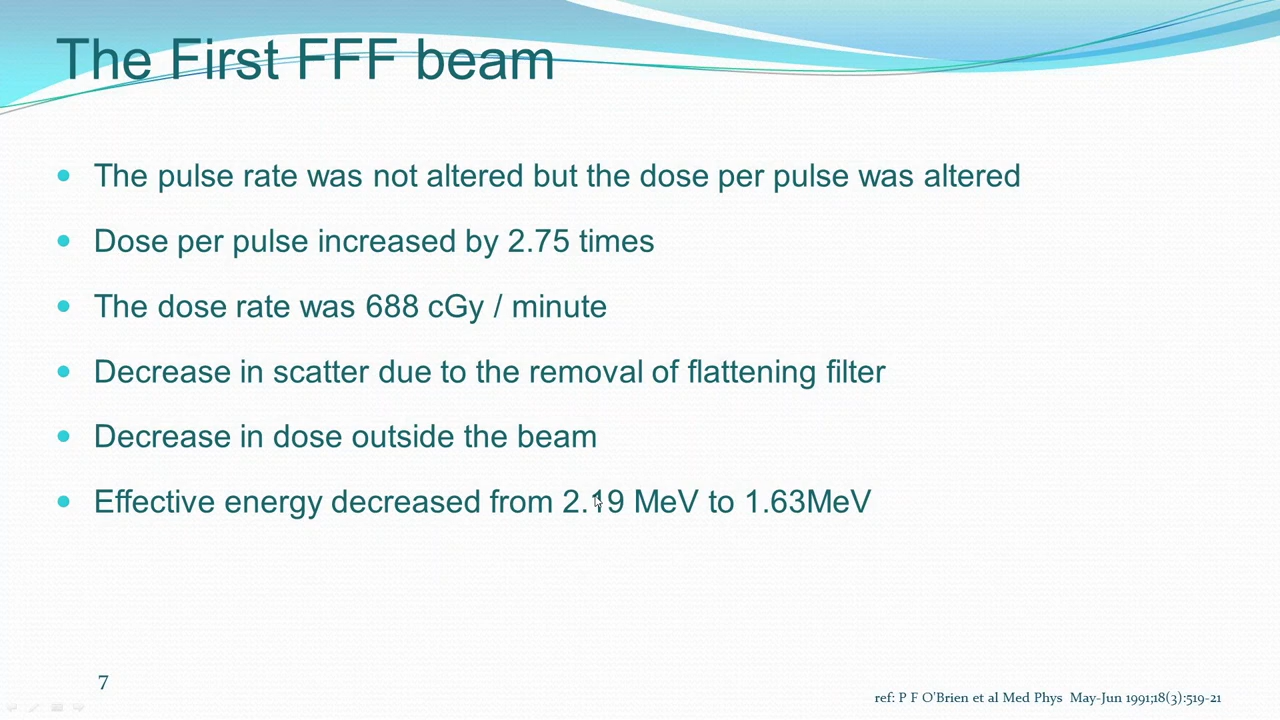 The First FFF beam
The pulse rate was not altered but the dose per pulse was altered
Dose per pulse increased by 2.75 times
The dose rate was 688 cGy / minute
Decrease in scatter due to the removal of flattening filter
Decrease in dose outside the beam
Effective energy decreased from 2.19 MeV to 1.63MeV
7
ref: P F O'Brien et al Med Phys May-Jun 1991;18(3):519-21